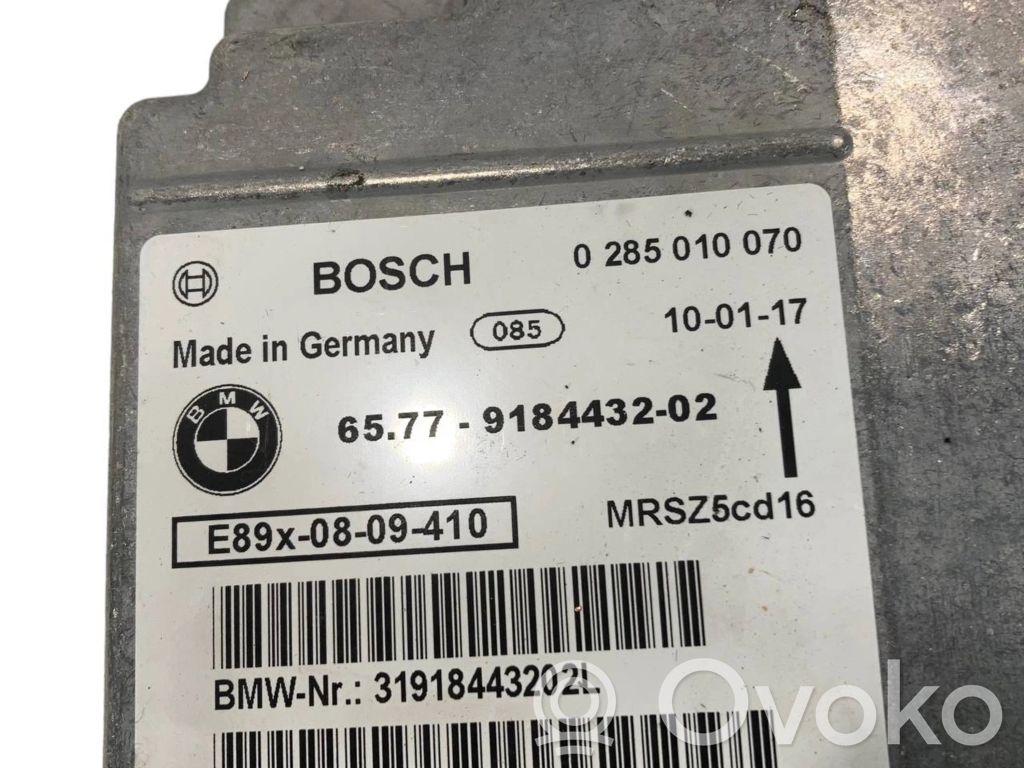 BOSCH 0 285 010 070
Made in Germany 085 10-01-17
BMW 65.77 - 9184432-02
E89x-08-09-410 MRSZ5cd16
BMW-Nr.: 31918443202L
Ovoko